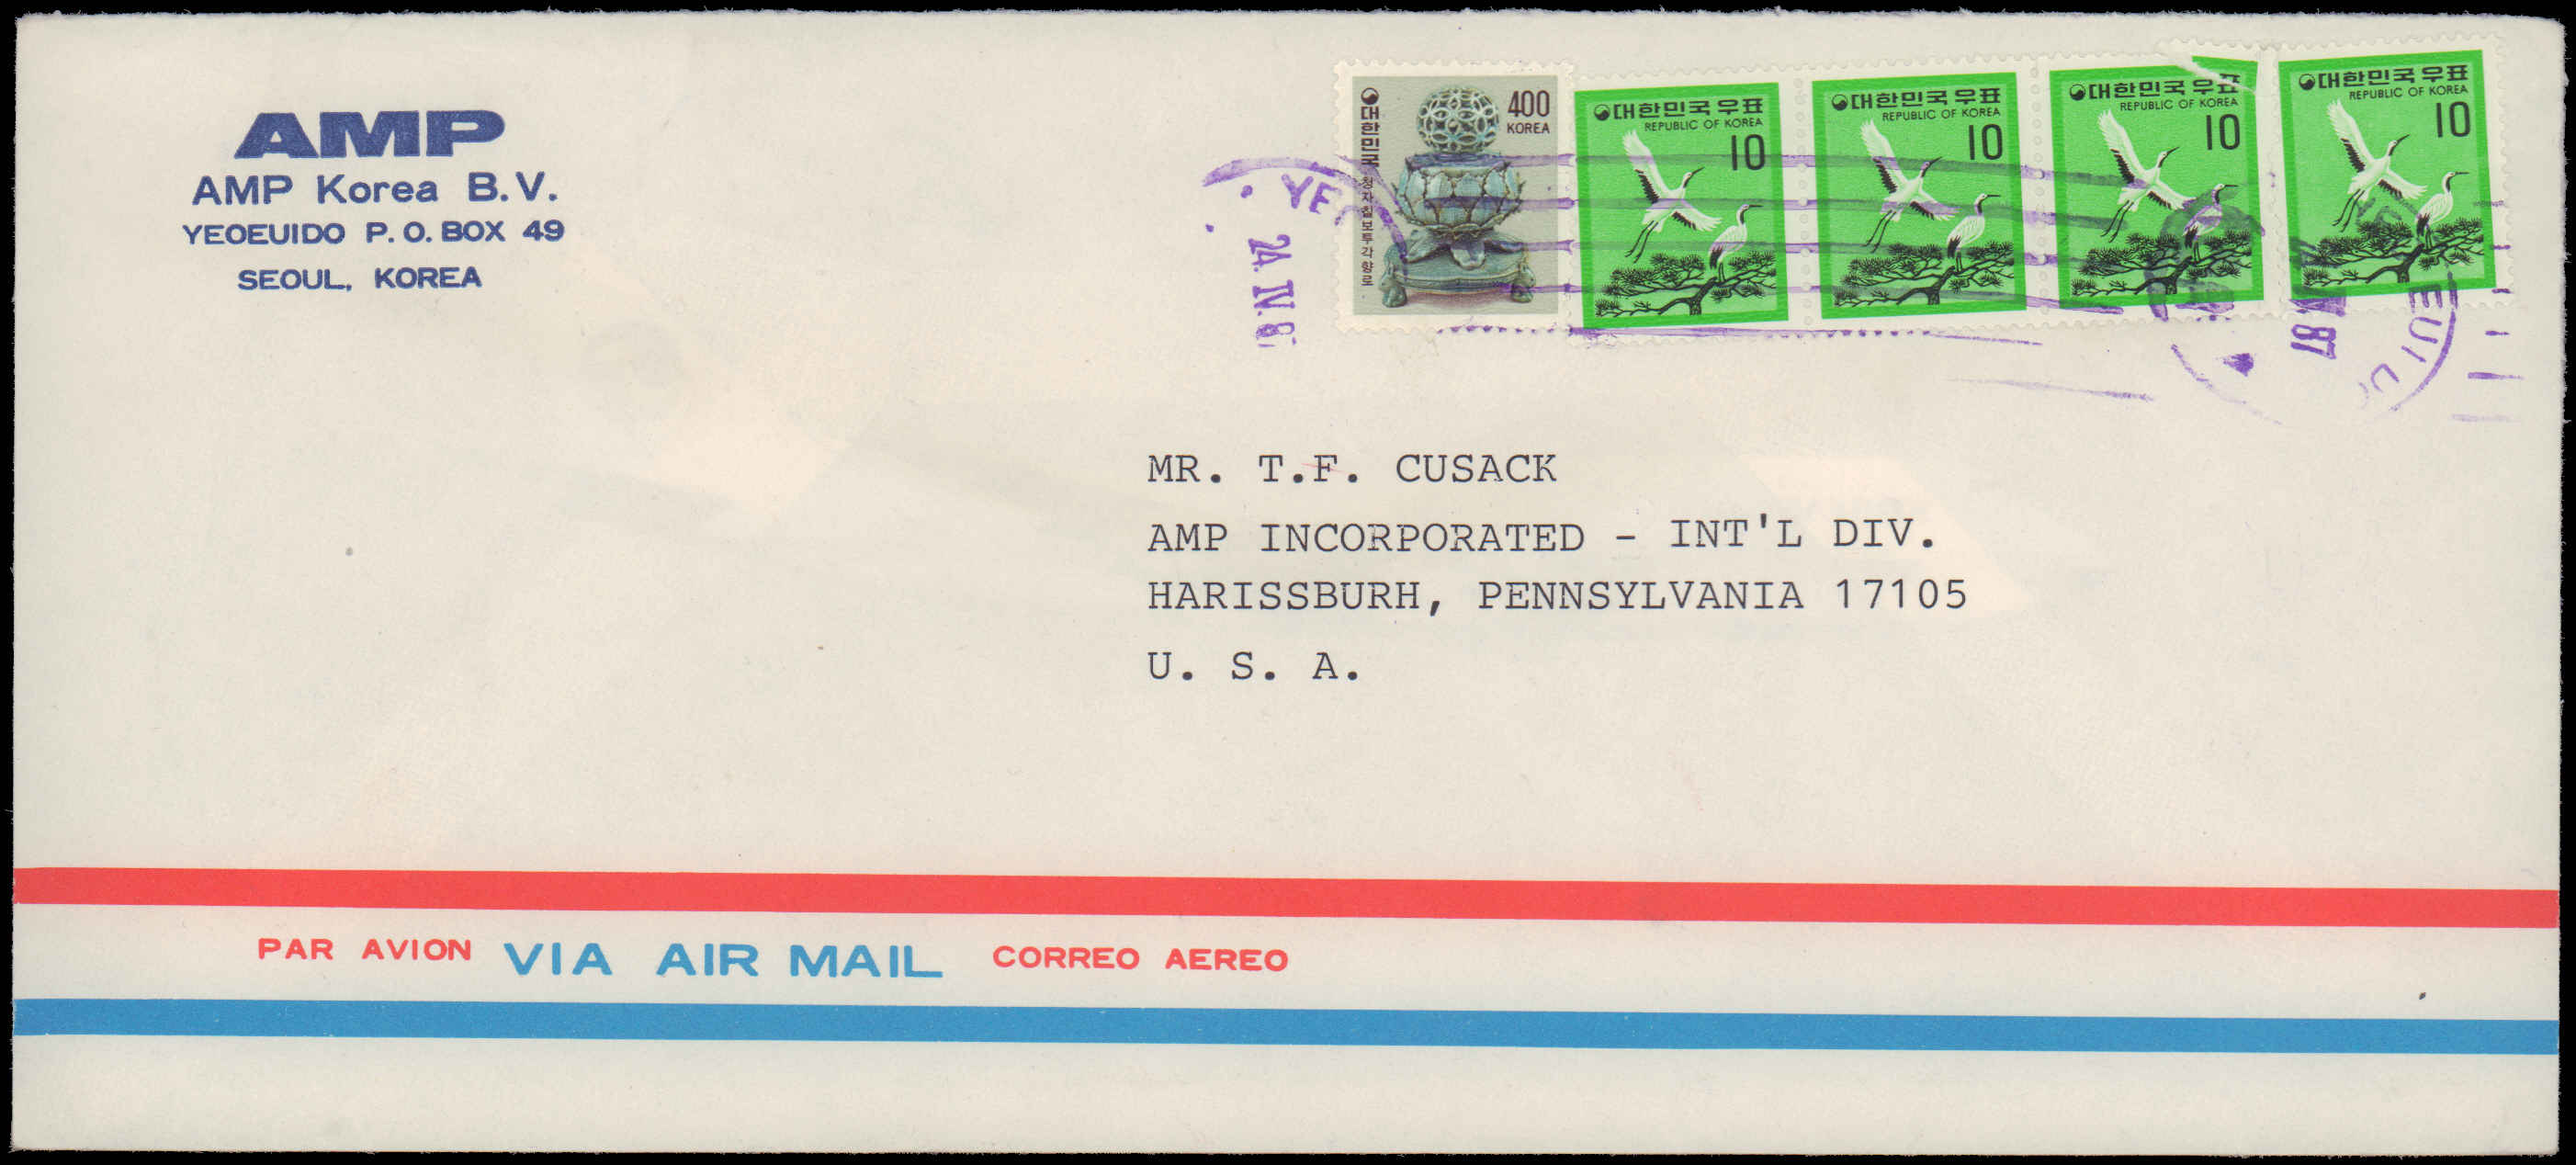 AMP
AMP Korea B.V.
YEOEUIDO P.O. BOX 49
SEOUL, KOREA
대한민국 청자칠보투각향로
400
KOREA
대한민국우표
REPUBLIC OF KOREA
10
대한민국우표
REPUBLIC OF KOREA
10
대한민국우표
REPUBLIC OF KOREA
10
대한민국우표
REPUBLIC OF KOREA
10
24 IV.8
87
MR. T.F. CUSACK
AMP INCORPORATED - INT'L DIV.
HARISSBURH, PENNSYLVANIA 17105
U. S. A.
PAR AVION VIA AIR MAIL CORREO AEREO